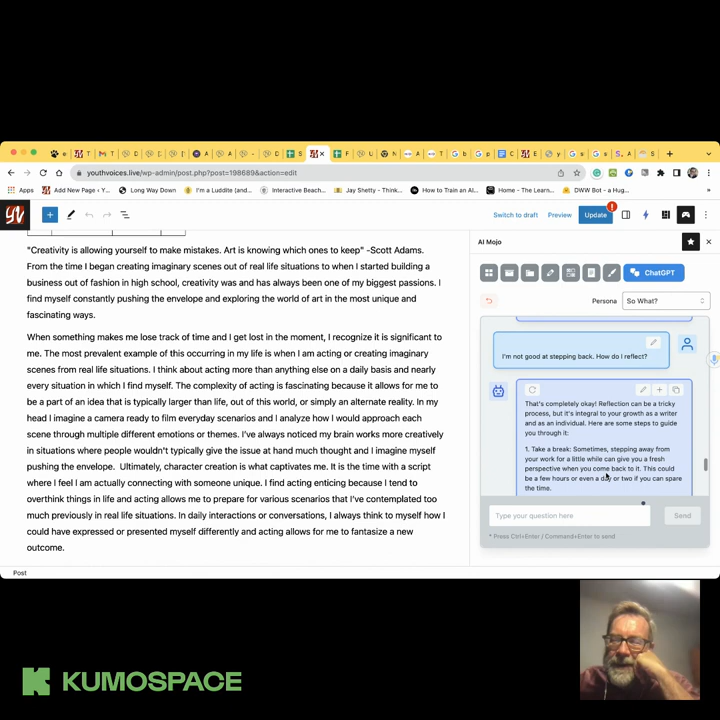 youthvoices.live/wp-admin/post.php?post=198689&action=edit
Apps
Add New Page ‹ Y...
Long Way Down
I'm a Luddite (and...
Interactive Beach...
Jay Shetty - Think...
How to Train an AI...
Home - The Learn...
DWW Bot - a Hug...
YV
Switch to draft
Preview
Update
"Creativity is allowing yourself to make mistakes. Art is knowing which ones to keep" -Scott Adams.
From the time I began creating imaginary scenes out of real life situations to when I started building a
business out of fashion in high school, creativity was and has always been one of my biggest passions. I
find myself constantly pushing the envelope and exploring the world of art in the most unique and
fascinating ways.
When something makes me lose track of time and I get lost in the moment, I recognize it is significant to
me. The most prevalent example of this occurring in my life is when I am acting or creating imaginary
scenes from real life situations. I think about acting more than anything else on a daily basis and nearly
every situation in which I find myself. The complexity of acting is fascinating because it allows for me to
be a part of an idea that is typically larger than life, out of this world, or simply an alternate reality. In my
head I imagine a camera ready to film everyday scenarios and I analyze how I would approach each
scene through multiple different emotions or themes. I've always noticed my brain works more creatively
in situations where people wouldn't typically give the issue at hand much thought and I imagine myself
pushing the envelope.  Ultimately, character creation is what captivates me. It is the time with a script
where I feel I am actually connecting with someone unique. I find acting enticing because I tend to
overthink things in life and acting allows me to prepare for various scenarios that I've contemplated too
much previously in real life situations. In daily interactions or conversations, I always think to myself how I
could have expressed or presented myself differently and acting allows for me to fantasize a new
outcome.
Post
AI Mojo
ChatGPT
Persona
So What?
I'm not good at stepping back. How do I reflect?
That's completely okay! Reflection can be a tricky
process, but it's integral to your growth as a writer
and as an individual. Here are some steps to guide
you through it:
1. Take a break: Sometimes, stepping away from
your work for a little while can give you a fresh
perspective when you come back to it. This could
be a few hours or even a day or two if you can spare
the time.
Type your question here
Send
* Press Ctrl+Enter / Command+Enter to send
KUMOSPACE